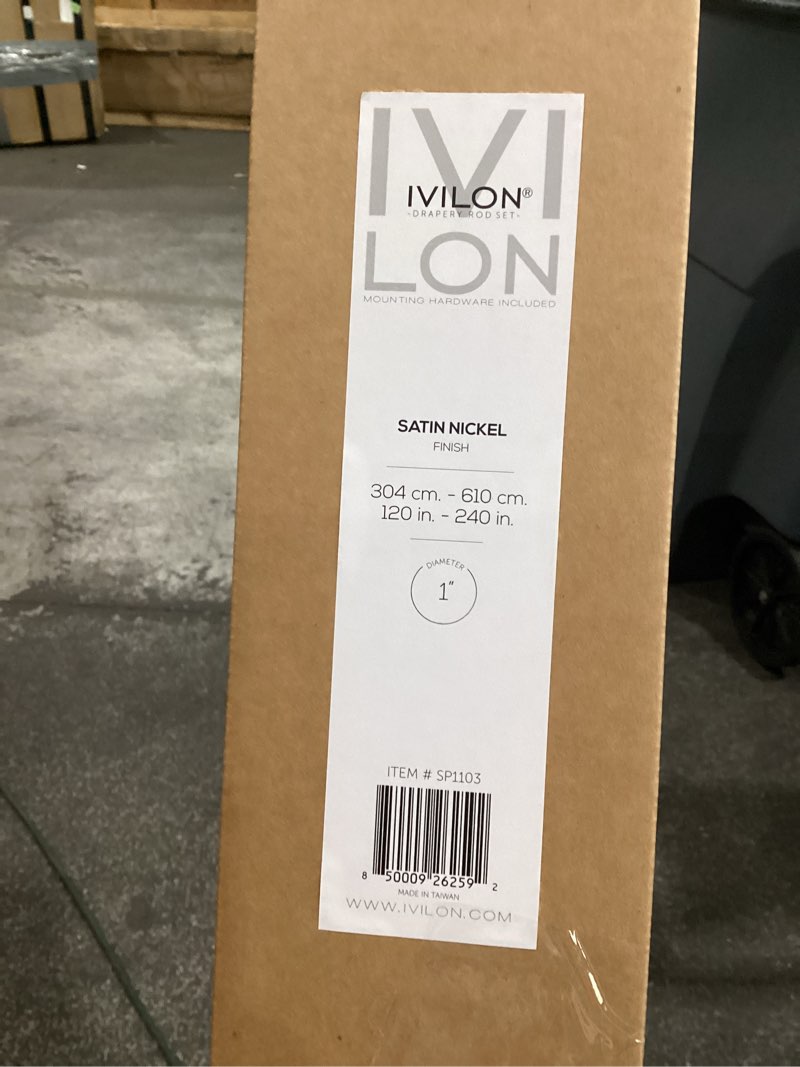 IVI
IVILON®
-DRAPERY ROD SET-
LON
MOUNTING HARDWARE INCLUDED
SATIN NICKEL
FINISH
304 cm. - 610 cm.
120 in. - 240 in.
DIAMETER
1"
ITEM # SP1103
8 50009 26259 2
MADE IN TAIWAN
WWW.IVILON.COM